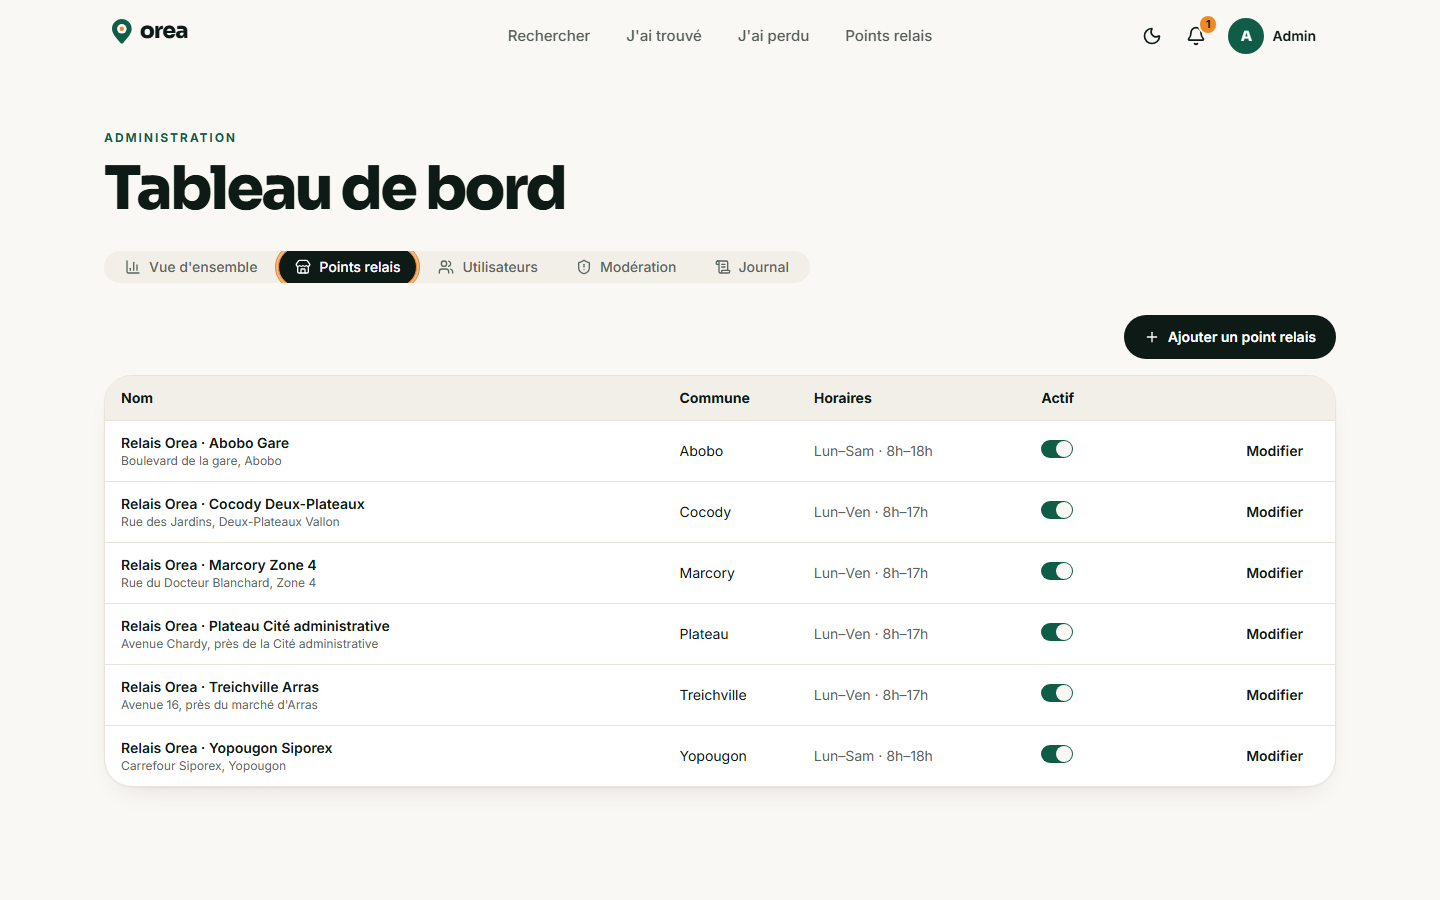 orea
Rechercher
J'ai trouvé
J'ai perdu
Points relais
1
A
Admin
ADMINISTRATION
Tableau de bord
Vue d'ensemble
Points relais
Utilisateurs
Modération
Journal
Ajouter un point relais
Nom
Commune
Horaires
Actif
Relais Orea · Abobo Gare
Boulevard de la gare, Abobo
Abobo
Lun–Sam · 8h–18h
Modifier
Relais Orea · Cocody Deux-Plateaux
Rue des Jardins, Deux-Plateaux Vallon
Cocody
Lun–Ven · 8h–17h
Modifier
Relais Orea · Marcory Zone 4
Rue du Docteur Blanchard, Zone 4
Marcory
Lun–Ven · 8h–17h
Modifier
Relais Orea · Plateau Cité administrative
Avenue Chardy, près de la Cité administrative
Plateau
Lun–Ven · 8h–17h
Modifier
Relais Orea · Treichville Arras
Avenue 16, près du marché d'Arras
Treichville
Lun–Ven · 8h–17h
Modifier
Relais Orea · Yopougon Siporex
Carrefour Siporex, Yopougon
Yopougon
Lun–Sam · 8h–18h
Modifier